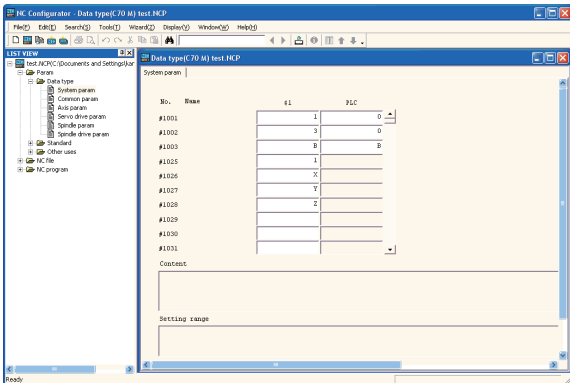 NC Configurator - Data type(C70 M) test.NCP
File(F) Edit(E) Search(S) Tools(T) Wizard(Z) Display(V) Window(W) Help(H)
LIST VIEW
test.NCP(C:\Documents and Settings\kar
Param
Data type
System param
Common param
Axis param
Servo drive param
Spindle param
Spindle drive param
Standard
Other uses
NC file
NC program
Data type(C70 M) test.NCP
System param
No. Name $1 PLC
#1001 1 0
#1002 3 0
#1003 B B
#1025 1
#1026 X
#1027 Y
#1028 Z
#1029
#1030
#1031
Content
Setting range
Ready